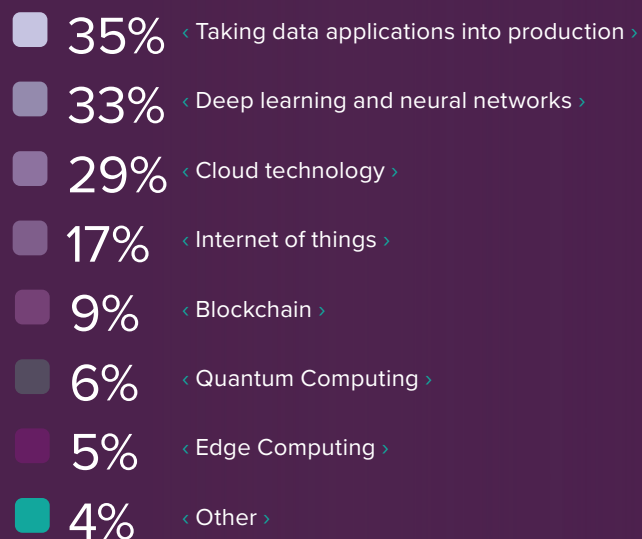 35% ‹ Taking data applications into production ›
33% ‹ Deep learning and neural networks ›
29% ‹ Cloud technology ›
17% ‹ Internet of things ›
9% ‹ Blockchain ›
6% ‹ Quantum Computing ›
5% ‹ Edge Computing ›
4% ‹ Other ›